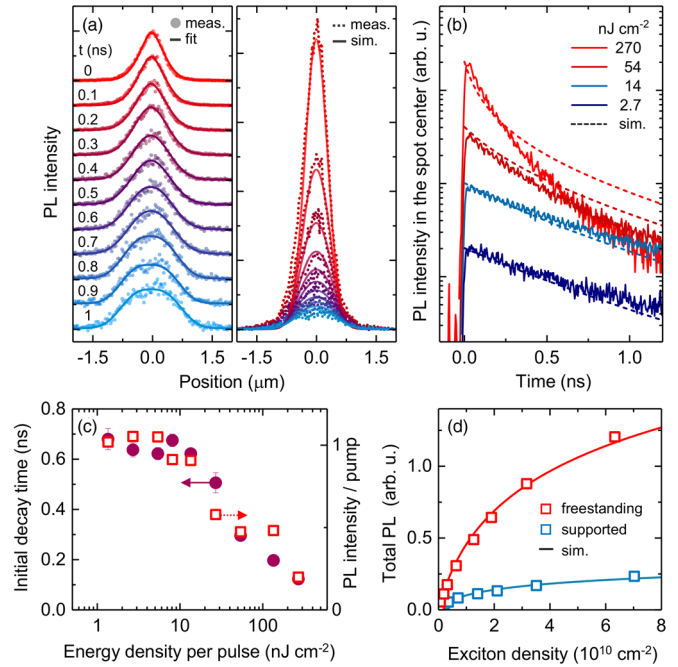 (a)
meas.
fit
t (ns)
0
0.1
0.2
0.3
0.4
0.5
0.6
0.7
0.8
0.9
1
PL intensity
-1.5
0.0
1.5
meas.
sim.
-1.5
0.0
1.5
Position (μm)
(b)
nJ cm-2
270
54
14
2.7
sim.
PL intensity in the spot center (arb. u.)
0.0
0.5
1.0
Time (ns)
(c)
0.8
0.6
0.4
0.2
0.0
Initial decay time (ns)
1
0
PL intensity / pump
1
10
100
Energy density per pulse (nJ cm-2)
(d)
1.0
0.5
0.0
Total PL (arb. u.)
freestanding
supported
sim.
0
2
4
6
8
Exciton density (10^10 cm-2)